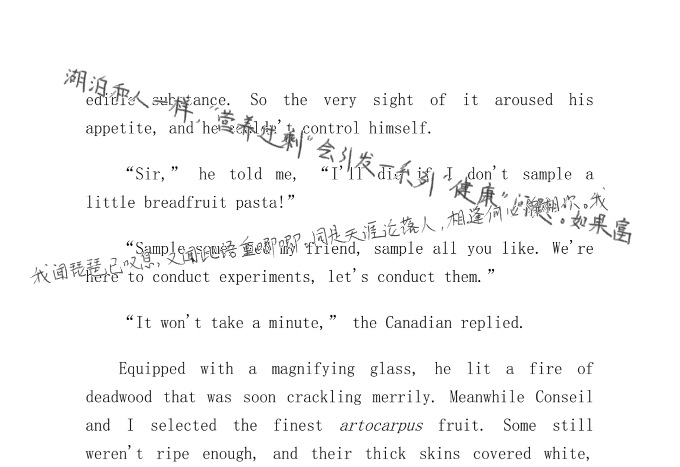 edible substance. So the very sight of it aroused his
appetite, and he couldn't control himself.
“Sir,” he told me, “I'll die if I don't sample a
little breadfruit pasta!”
“Sample some, Ned my friend, sample all you like. We're
here to conduct experiments, let's conduct them.”
“It won't take a minute,” the Canadian replied.
Equipped with a magnifying glass, he lit a fire of
deadwood that was soon crackling merrily. Meanwhile Conseil
and I selected the finest artocarpus fruit. Some still
weren't ripe enough, and their thick skins covered white,
湖泊和人一样，“营养过剩”会引发一系列“健康”问题。如果富
我闻琵琶已叹息，又闻此语重唧唧。同是天涯沦落人，相逢何必曾相识。我